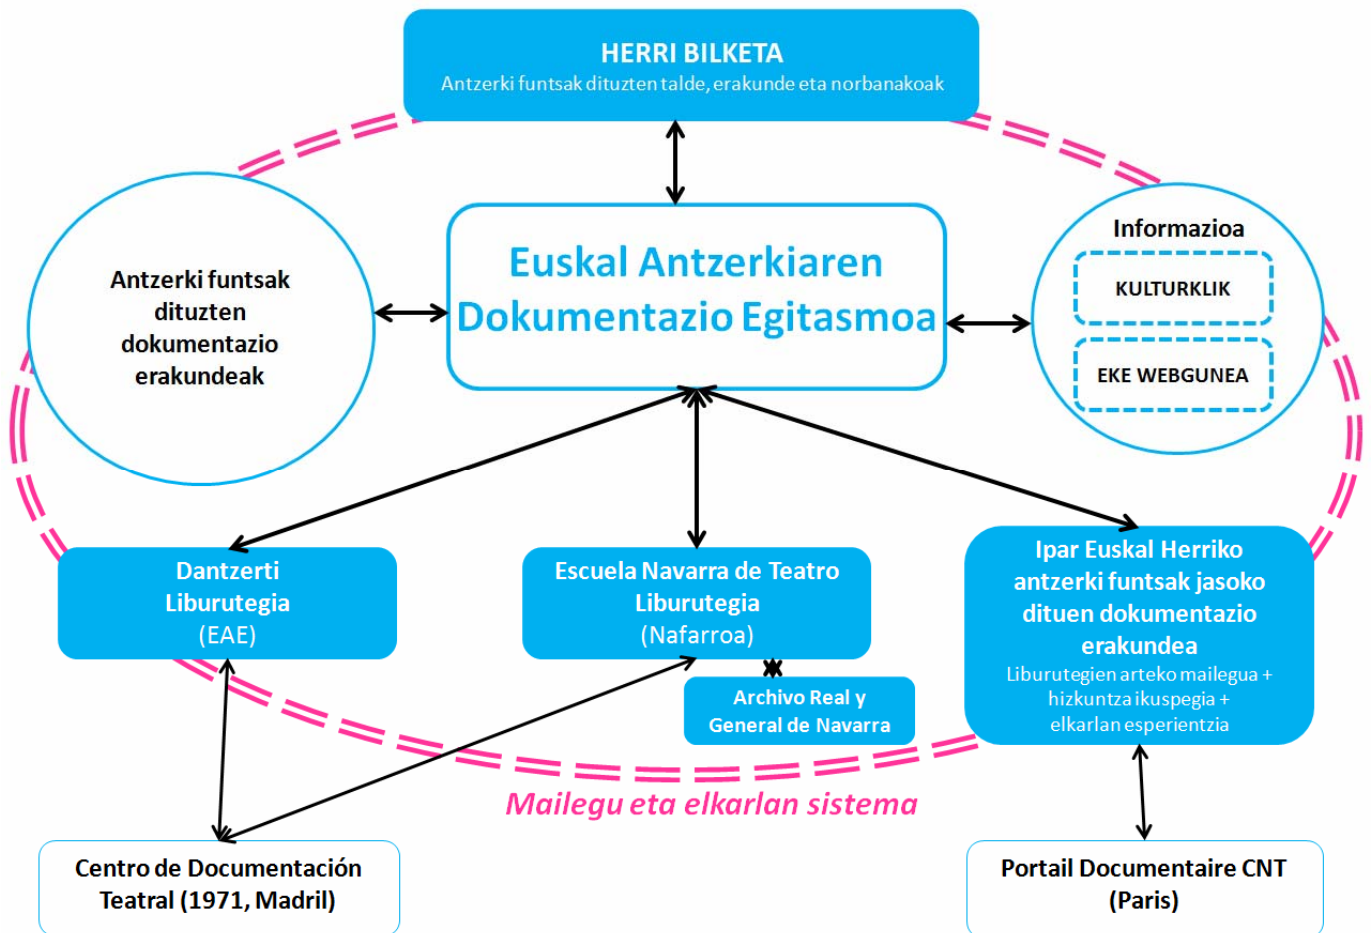 HERRI BILKETA
Antzerki funtsak dituzten talde, erakunde eta norbanakoak
Antzerki funtsak
dituzten
dokumentazio
erakundeak
Euskal Antzerkiaren
Dokumentazio Egitasmoa
Informazioa
KULTURKLIK
EKE WEBGUNEA
Dantzerti
Liburutegia
(EAE)
Escuela Navarra de Teatro
Liburutegia
(Nafarroa)
Archivo Real y
General de Navarra
Ipar Euskal Herriko
antzerki funtsak jasoko
dituen dokumentazio
erakundea
Liburutegien arteko mailegua +
hizkuntza ikuspegia +
elkarlan esperientzia
Mailegu eta elkarlan sistema
Centro de Documentación
Teatral (1971, Madril)
Portail Documentaire CNT
(Paris)